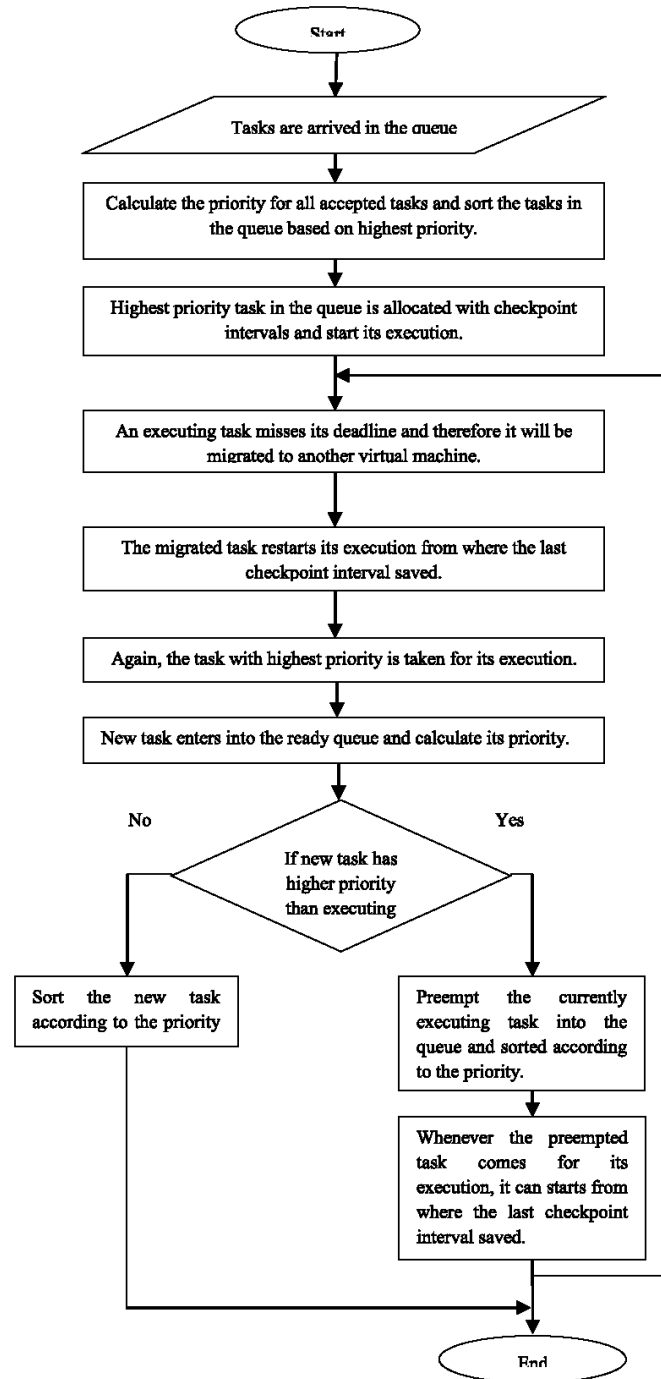 Start
Tasks are arrived in the queue
Calculate the priority for all accepted tasks and sort the tasks in
the queue based on highest priority.
Highest priority task in the queue is allocated with checkpoint
intervals and start its execution.
An executing task misses its deadline and therefore it will be
migrated to another virtual machine.
The migrated task restarts its execution from where the last
checkpoint interval saved.
Again, the task with highest priority is taken for its execution.
New task enters into the ready queue and calculate its priority.
No
Yes
If new task has
higher priority
than executing
Sort the new task
according to the priority
Preempt the currently
executing task into the
queue and sorted according
to the priority.
Whenever the preempted
task comes for its
execution, it can starts from
where the last checkpoint
interval saved.
End